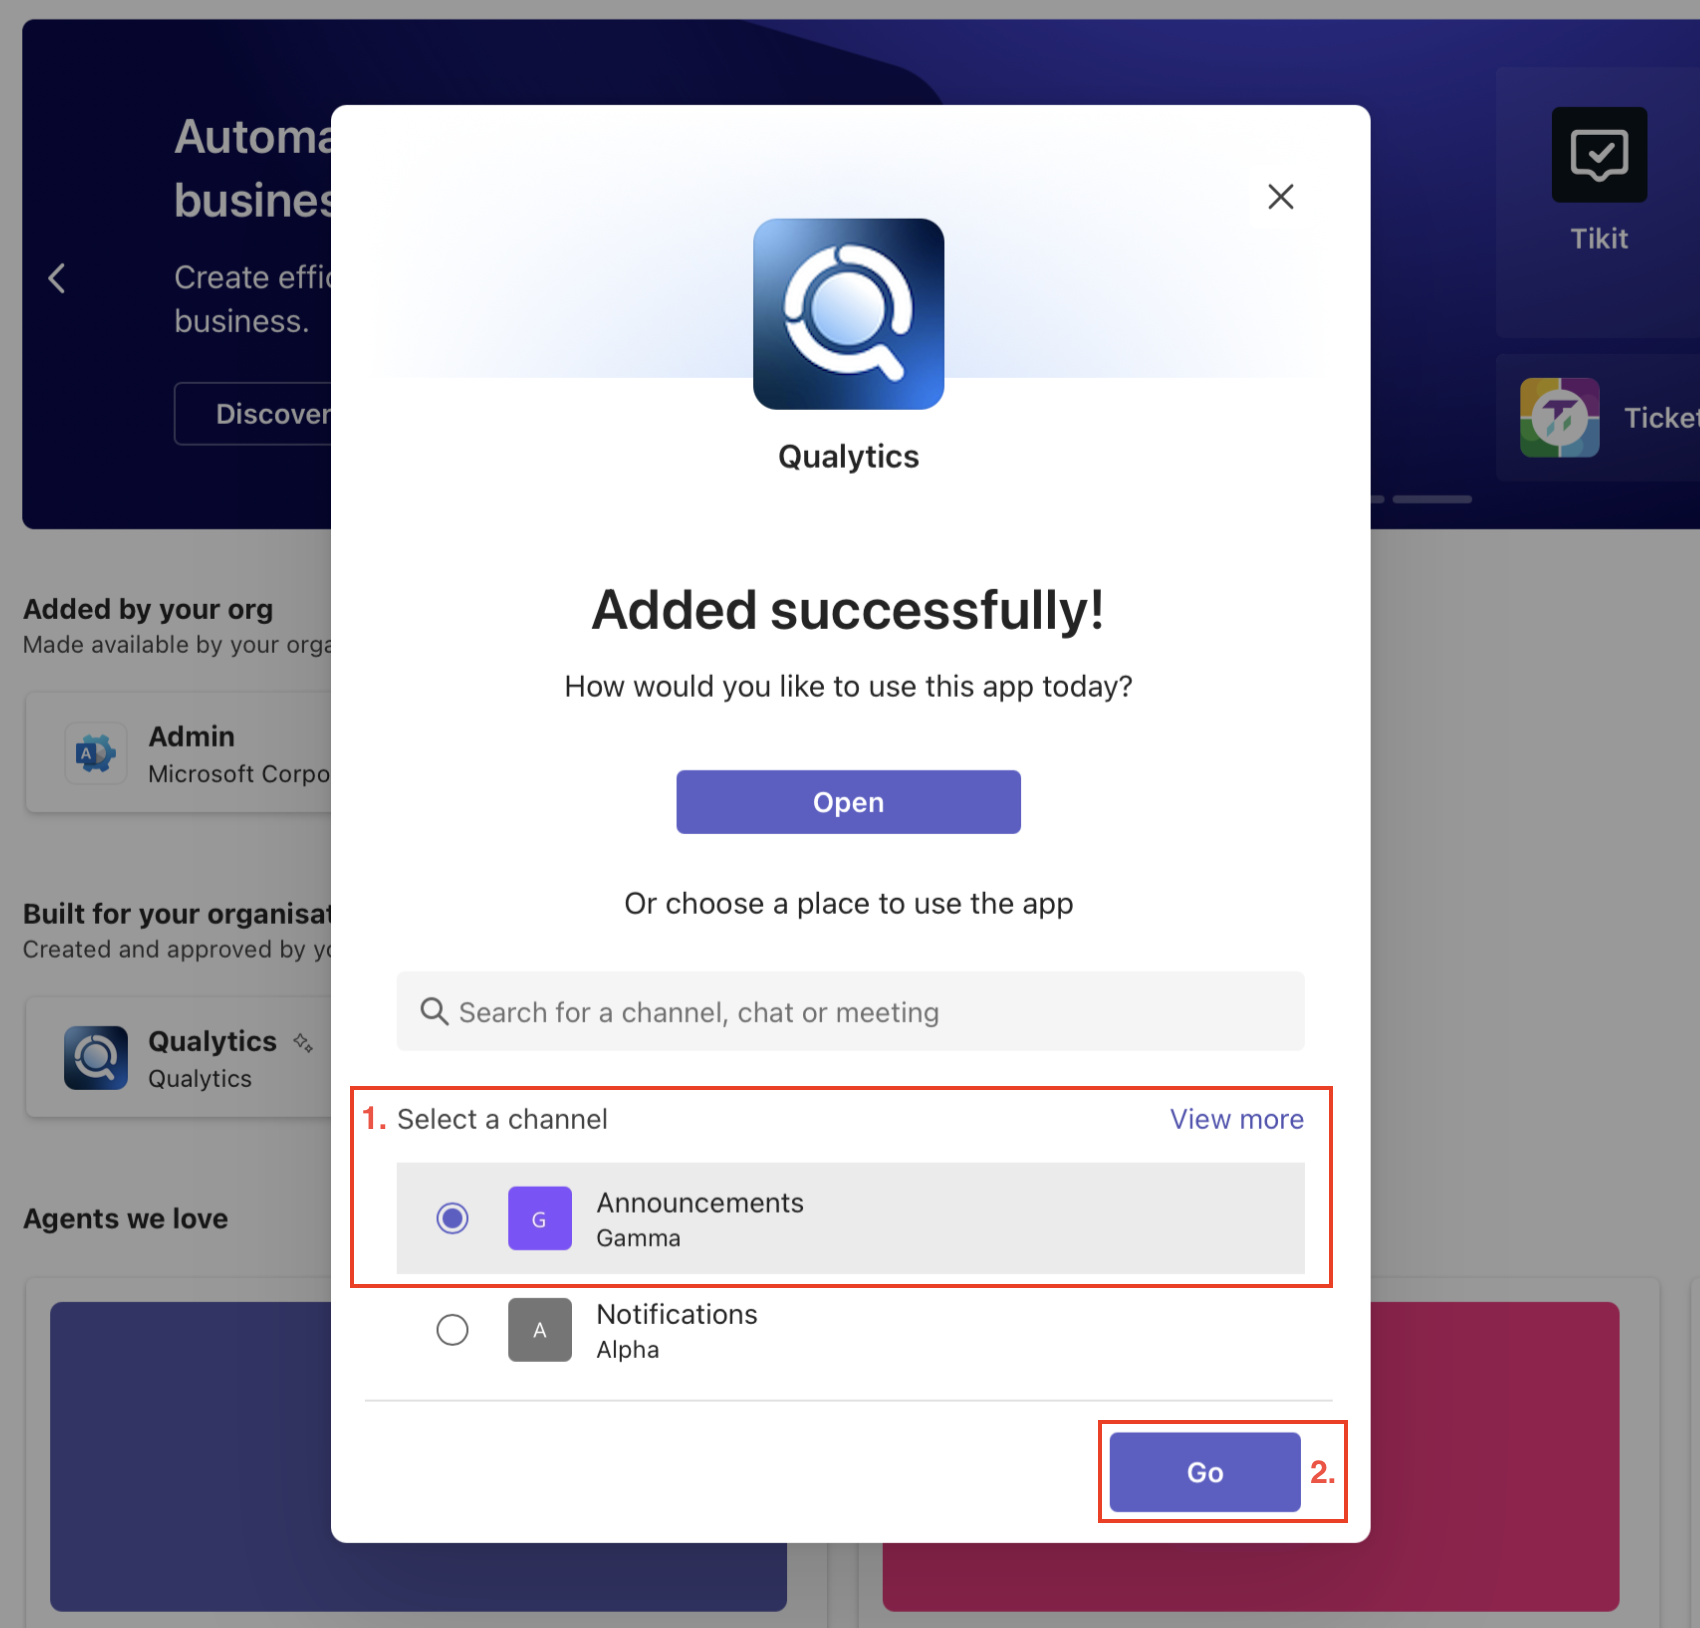 Automa
busines
Create effic
business.
Discover
Tikit
Ticket
Qualytics
Added successfully!
How would you like to use this app today?
Open
Or choose a place to use the app
Search for a channel, chat or meeting
1. Select a channel
View more
G
Announcements
Gamma
A
Notifications
Alpha
Go
2.
Added by your org
Made available by your orga
A
Admin
Microsoft Corpo
Built for your organisat
Created and approved by yo
Qualytics
Qualytics
Agents we love